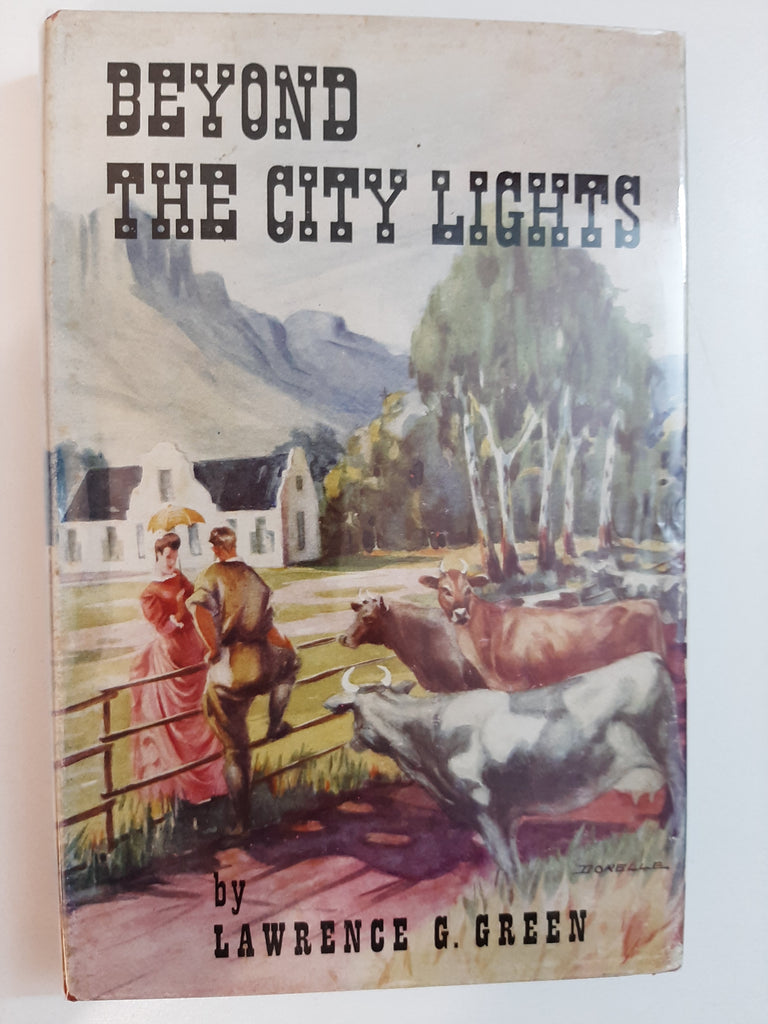 BEYOND
THE CITY LIGHTS
by
LAWRENCE G. GREEN